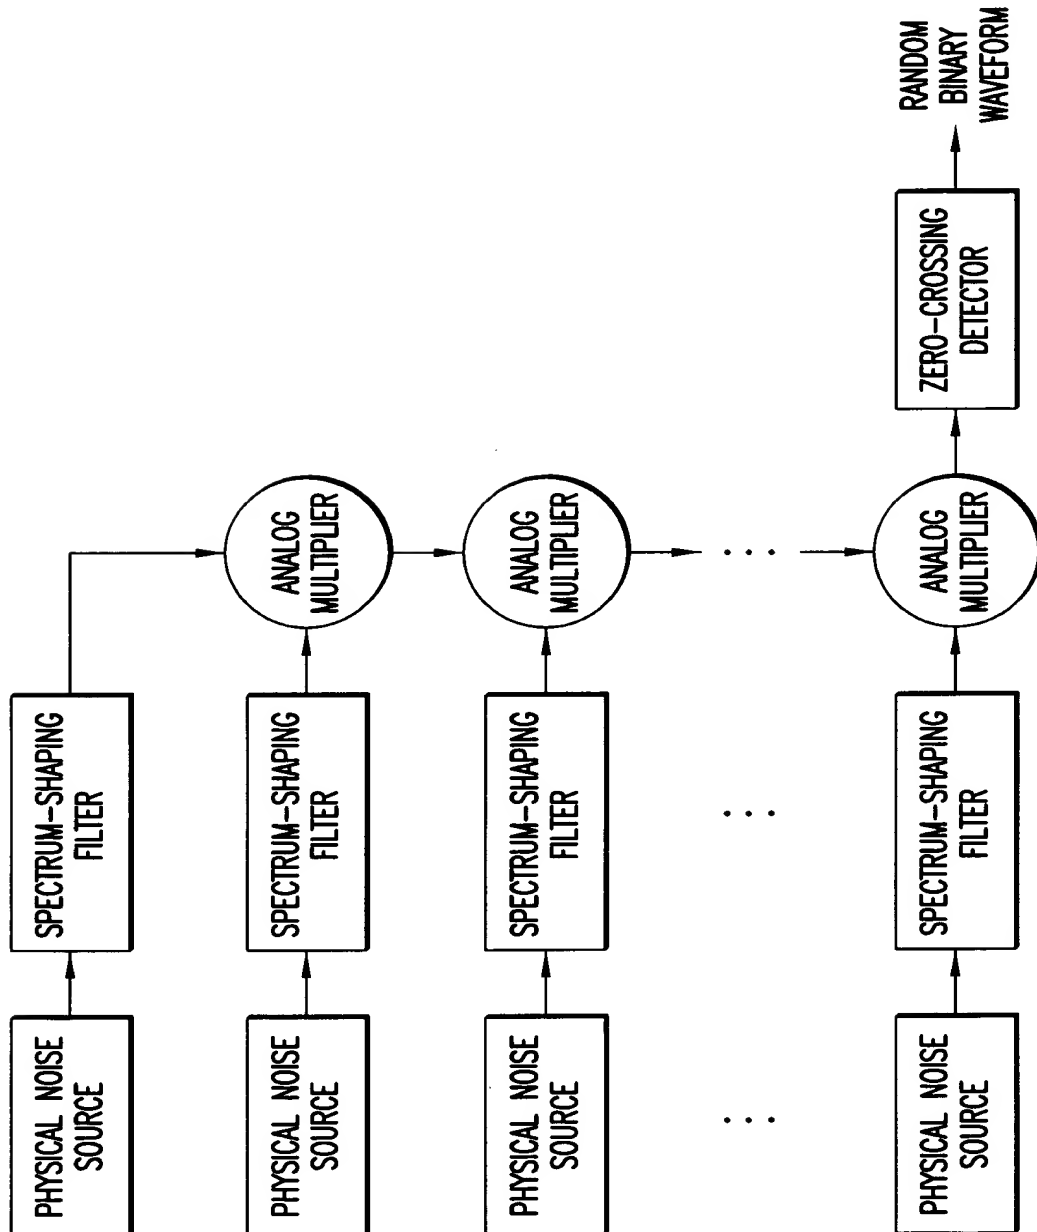 PHYSICAL NOISE
SOURCE
SPECTRUM-SHAPING
FILTER
PHYSICAL NOISE
SOURCE
SPECTRUM-SHAPING
FILTER
ANALOG
MULTIPLIER
PHYSICAL NOISE
SOURCE
SPECTRUM-SHAPING
FILTER
ANALOG
MULTIPLIER
. . .
. . .
. . .
PHYSICAL NOISE
SOURCE
SPECTRUM-SHAPING
FILTER
ANALOG
MULTIPLIER
ZERO-CROSSING
DETECTOR
RANDOM
BINARY
WAVEFORM